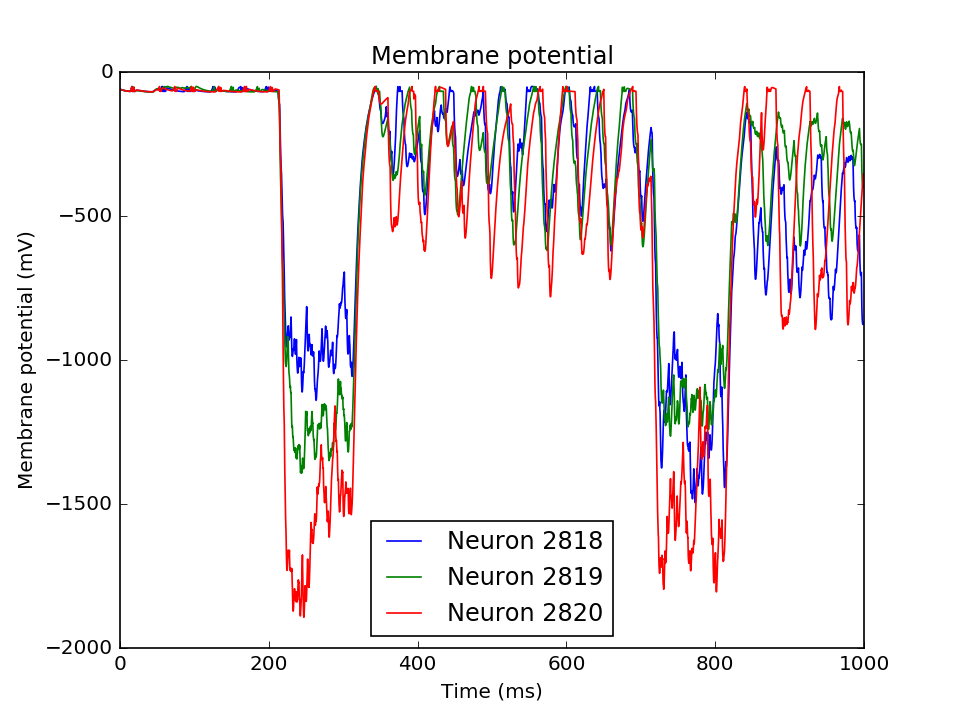 Membrane potential
Membrane potential (mV)
0
−500
−1000
−1500
−2000
Neuron 2818
Neuron 2819
Neuron 2820
0 200 400 600 800 1000
Time (ms)